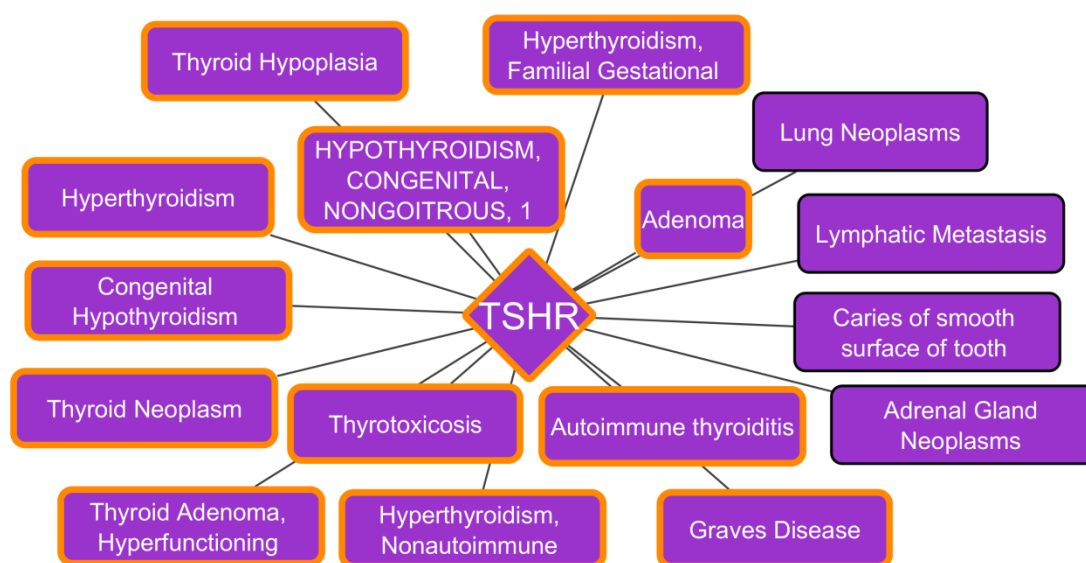 Thyroid Hypoplasia
Hyperthyroidism,
Familial Gestational
Lung Neoplasms
HYPOTHYROIDISM,
CONGENITAL,
NONGOITROUS, 1
Hyperthyroidism
Adenoma
Lymphatic Metastasis
Congenital
Hypothyroidism
TSHR
Caries of smooth
surface of tooth
Thyroid Neoplasm
Thyrotoxicosis
Autoimmune thyroiditis
Adrenal Gland
Neoplasms
Thyroid Adenoma,
Hyperfunctioning
Hyperthyroidism,
Nonautoimmune
Graves Disease